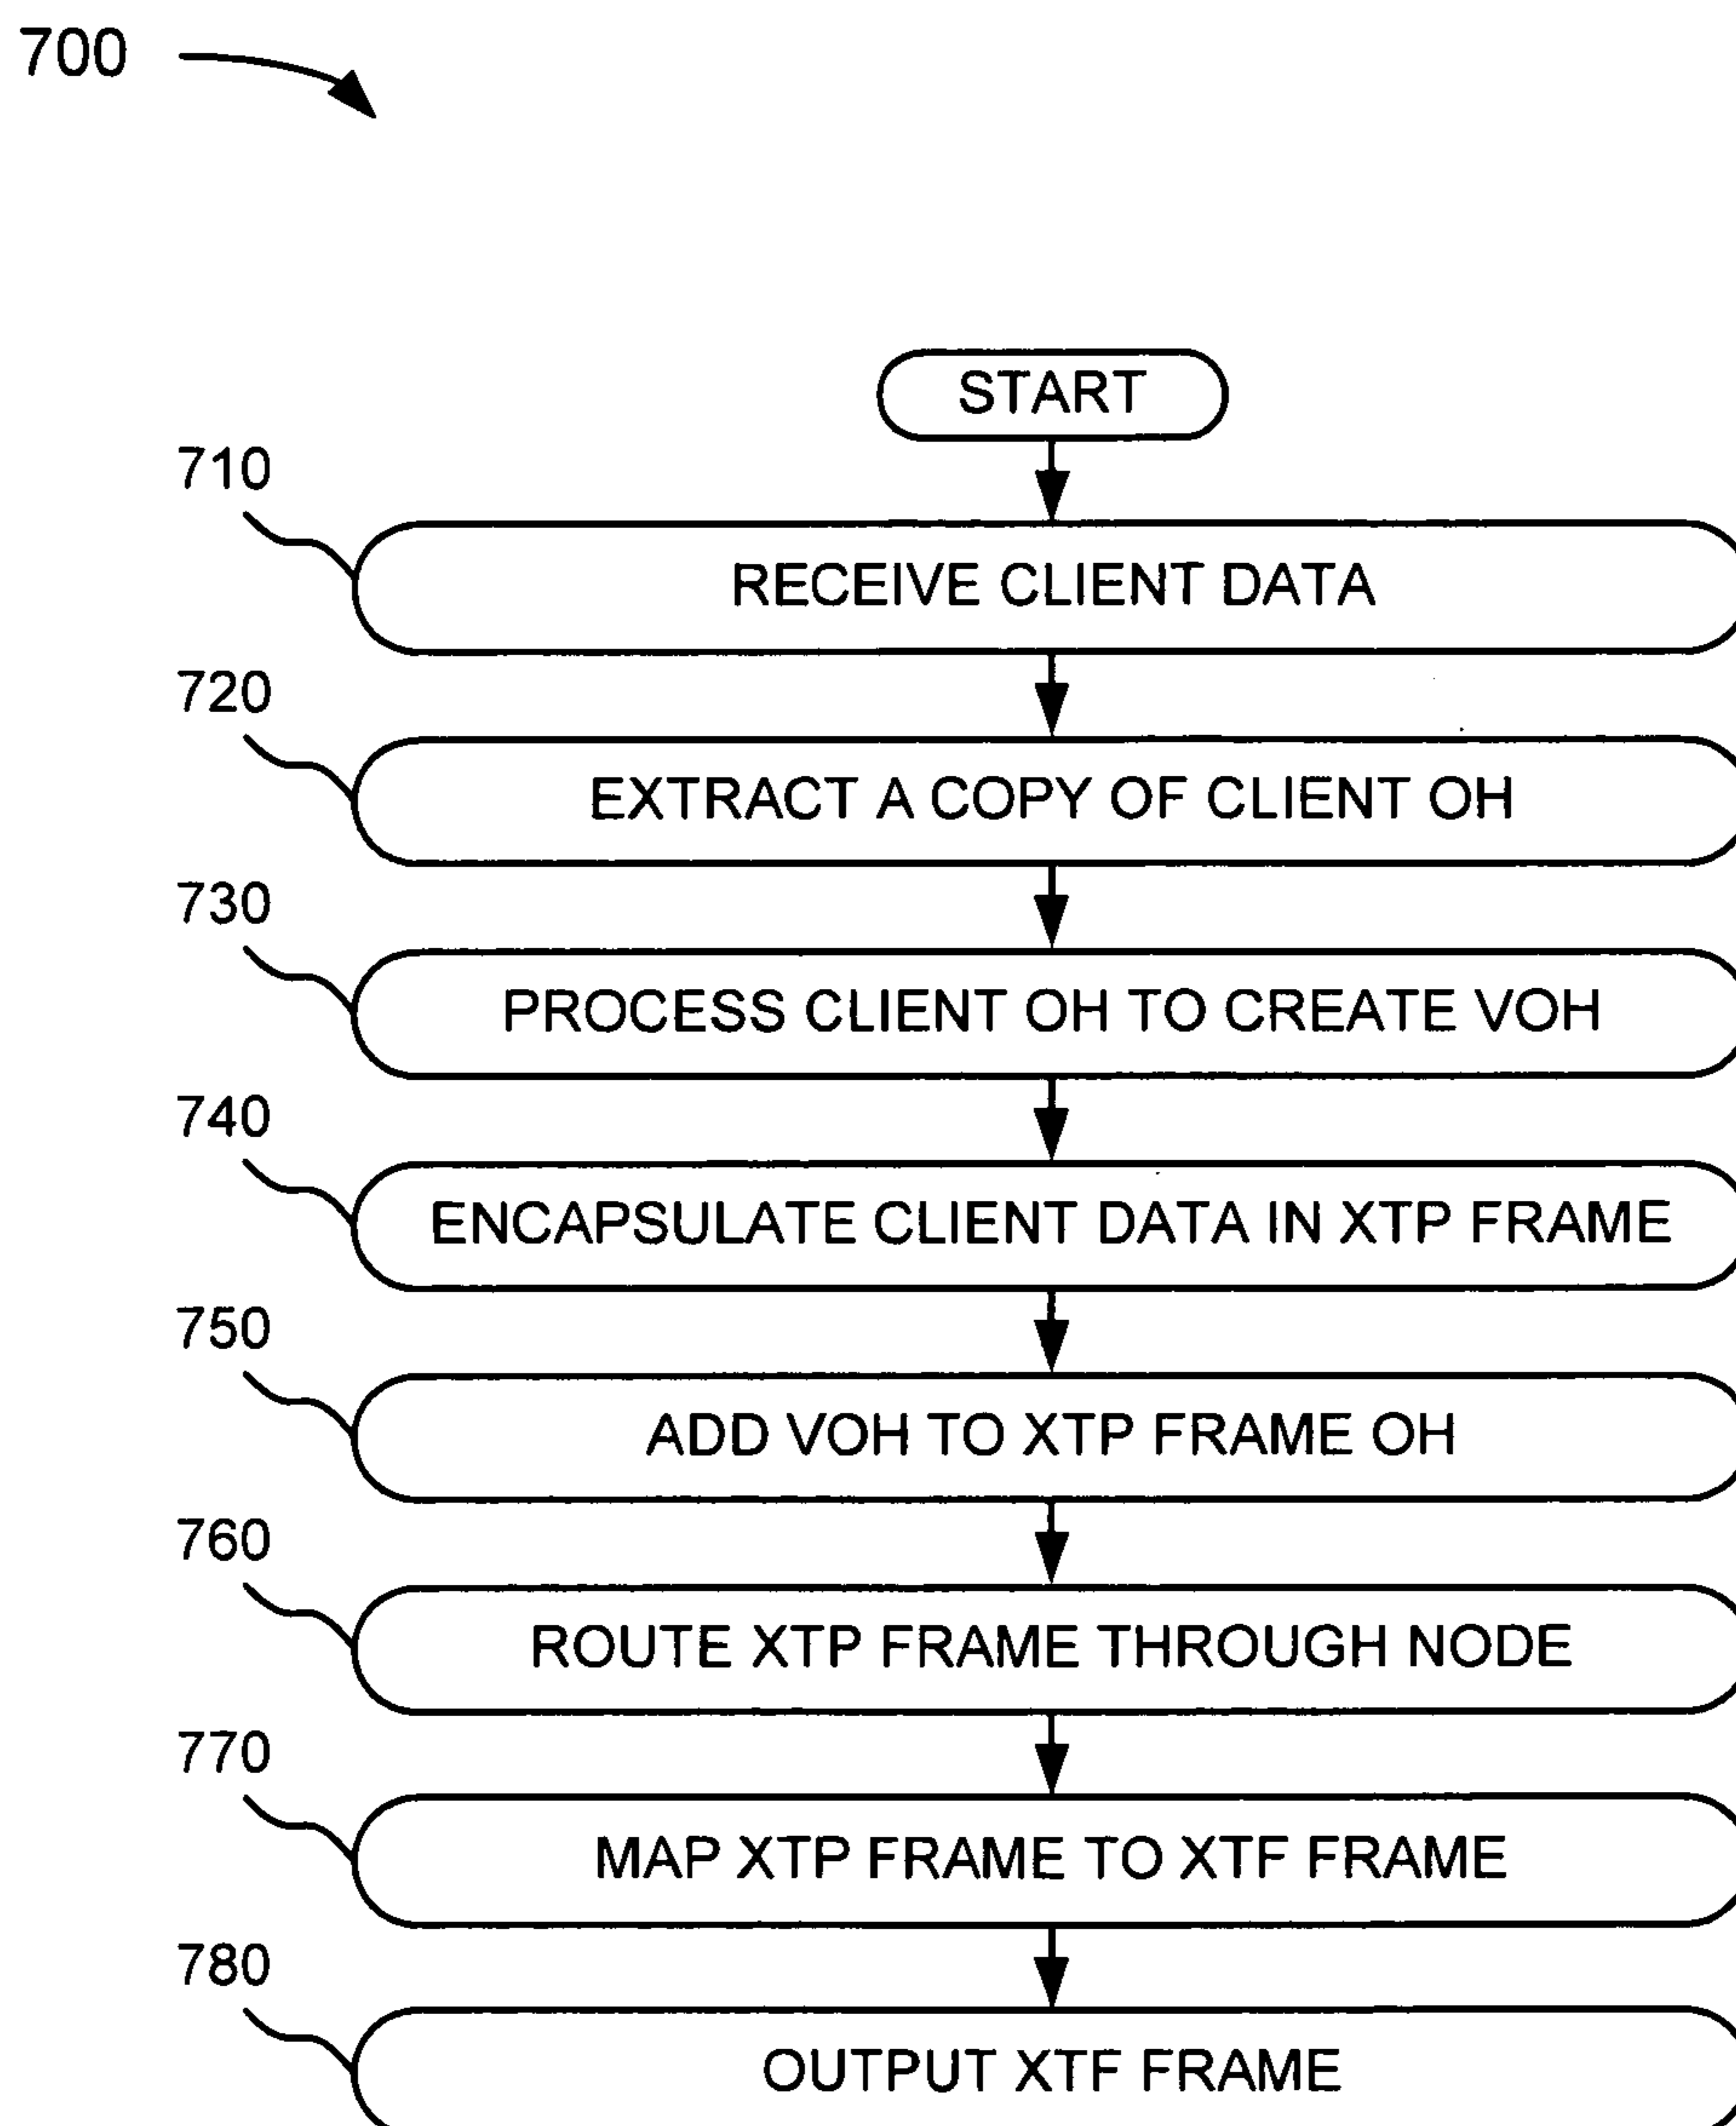 700
START
710
RECEIVE CLIENT DATA
720
EXTRACT A COPY OF CLIENT OH
730
PROCESS CLIENT OH TO CREATE VOH
740
ENCAPSULATE CLIENT DATA IN XTP FRAME
750
ADD VOH TO XTP FRAME OH
760
ROUTE XTP FRAME THROUGH NODE
770
MAP XTP FRAME TO XTF FRAME
780
OUTPUT XTF FRAME